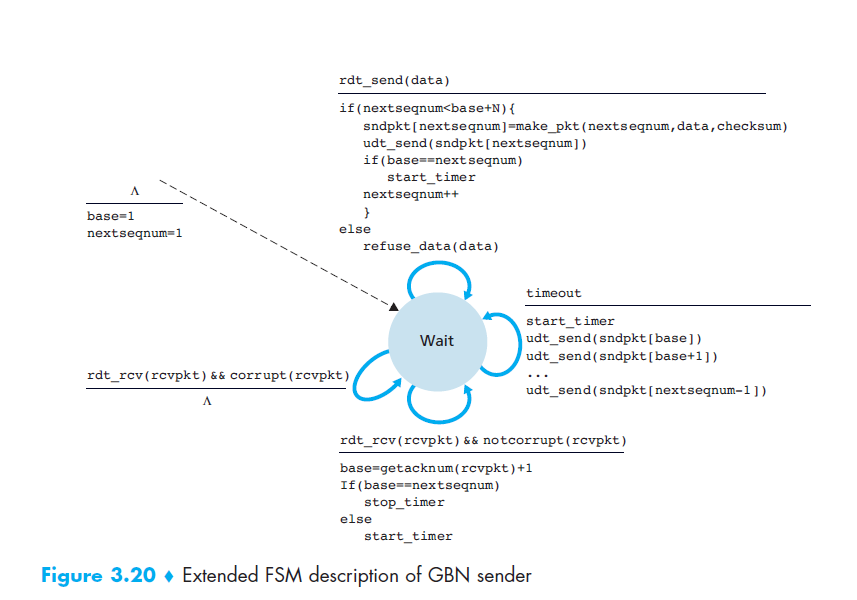 rdt_send(data)
if(nextseqnum<base+N){
sndpkt[nextseqnum]=make_pkt(nextseqnum,data,checksum)
udt_send(sndpkt[nextseqnum])
if(base==nextseqnum)
start_timer
nextseqnum++
}
else
refuse_data(data)
Λ
base=1
nextseqnum=1
timeout
start_timer
udt_send(sndpkt[base])
udt_send(sndpkt[base+1])
...
udt_send(sndpkt[nextseqnum-1])
Wait
rdt_rcv(rcvpkt) && corrupt(rcvpkt)
Λ
rdt_rcv(rcvpkt) && notcorrupt(rcvpkt)
base=getacknum(rcvpkt)+1
If(base==nextseqnum)
stop_timer
else
start_timer
Figure 3.20 ♦ Extended FSM description of GBN sender